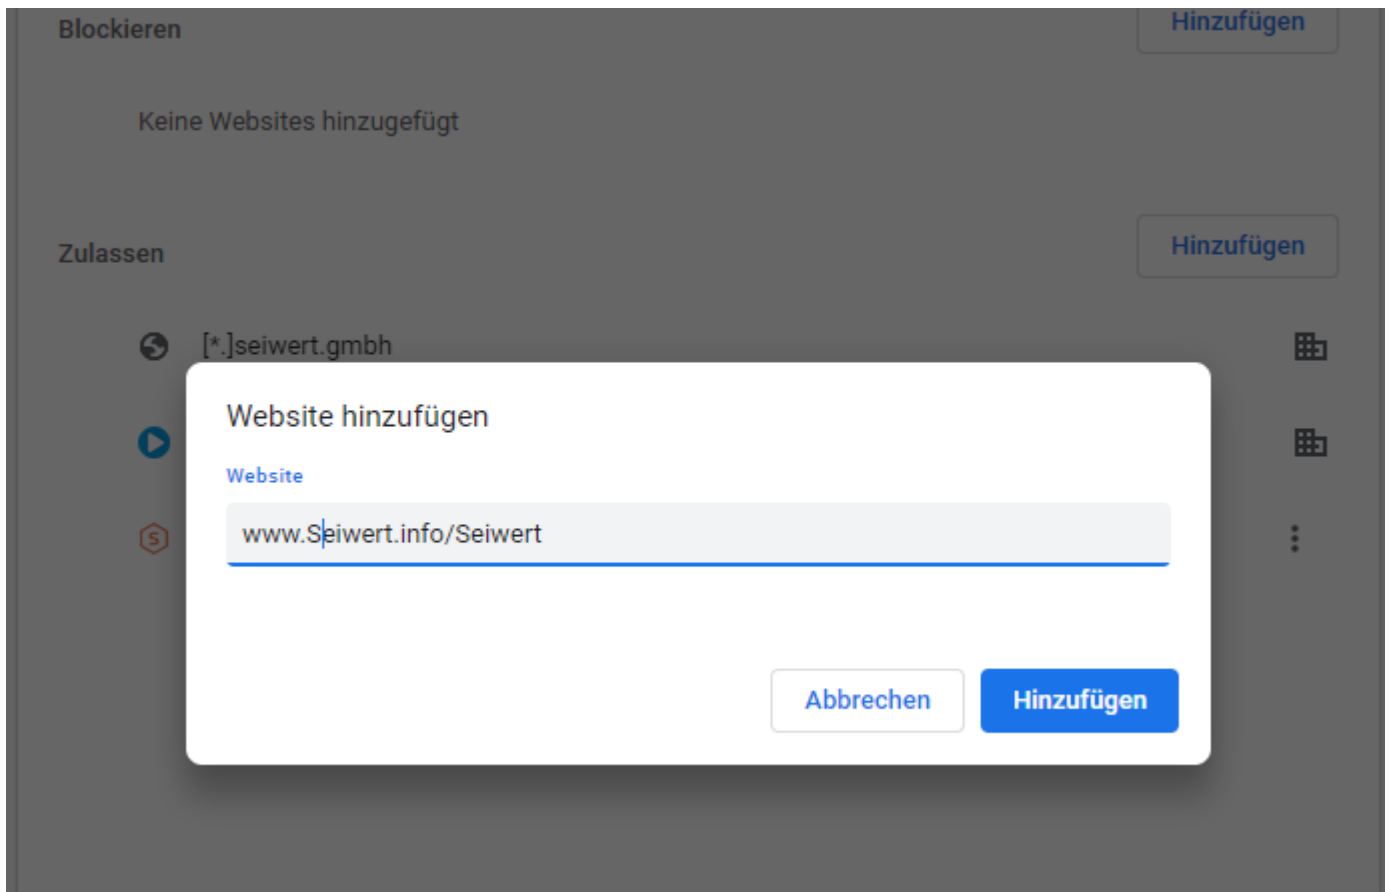 Blockieren
Hinzufügen
Keine Websites hinzugefügt
Zulassen
Hinzufügen
[*.]seiwert.gmbh
Website hinzufügen
Website
www.Seiwert.info/Seiwert
Abbrechen
Hinzufügen